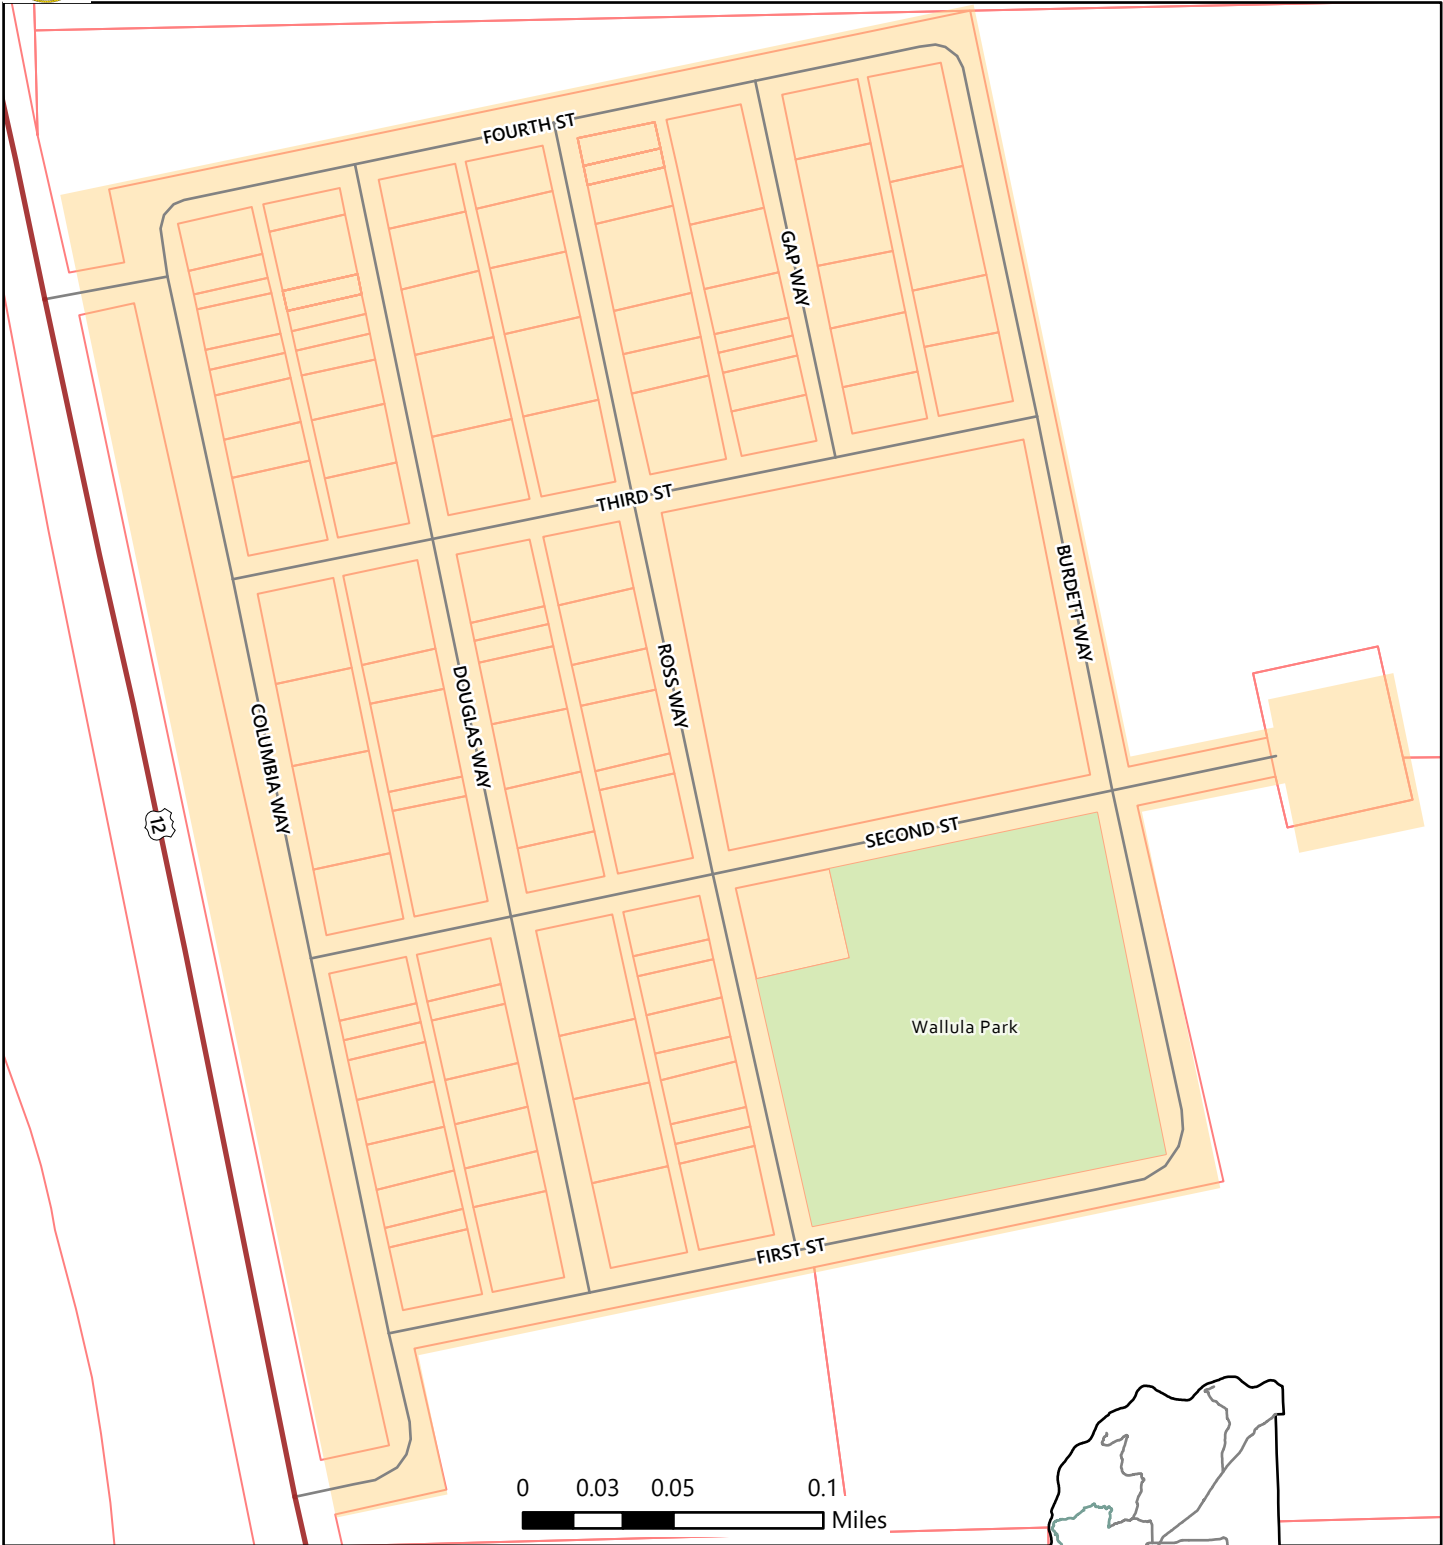 FOURTH ST
GAP WAY
THIRD ST
BURDETT WAY
ROSS WAY
DOUGLAS WAY
COLUMBIA WAY
12
SECOND ST
Wallula Park
FIRST ST
0 0.03 0.05 0.1
Miles